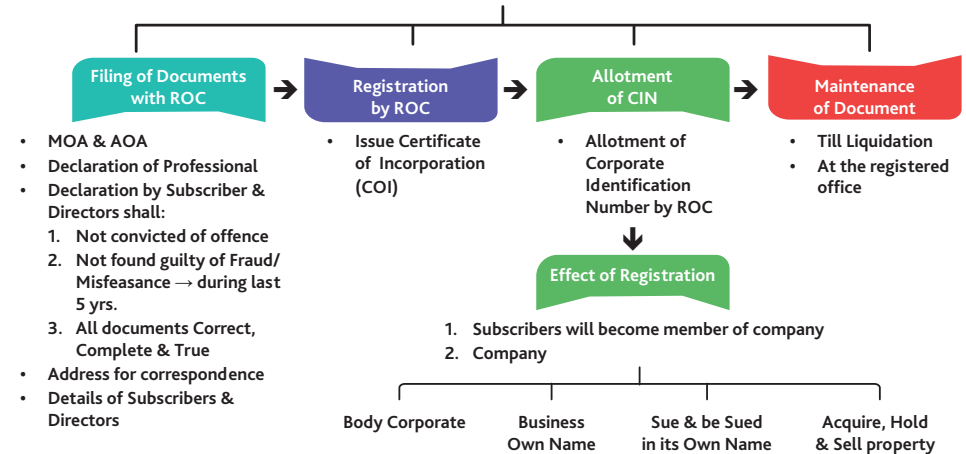 Filing of Documents
with ROC
• MOA & AOA
• Declaration of Professional
• Declaration by Subscriber &
Directors shall:
1. Not convicted of offence
2. Not found guilty of Fraud/
Misfeasance → during last
5 yrs.
3. All documents Correct,
Complete & True
• Address for correspondence
• Details of Subscribers &
Directors
Registration
by ROC
• Issue Certificate
of Incorporation
(COI)
Allotment
of CIN
• Allotment of
Corporate
Identification
Number by ROC
Maintenance
of Document
• Till Liquidation
• At the registered
office
Effect of Registration
1. Subscribers will become member of company
2. Company
Body Corporate
Business
Own Name
Sue & be Sued
in its Own Name
Acquire, Hold
& Sell property